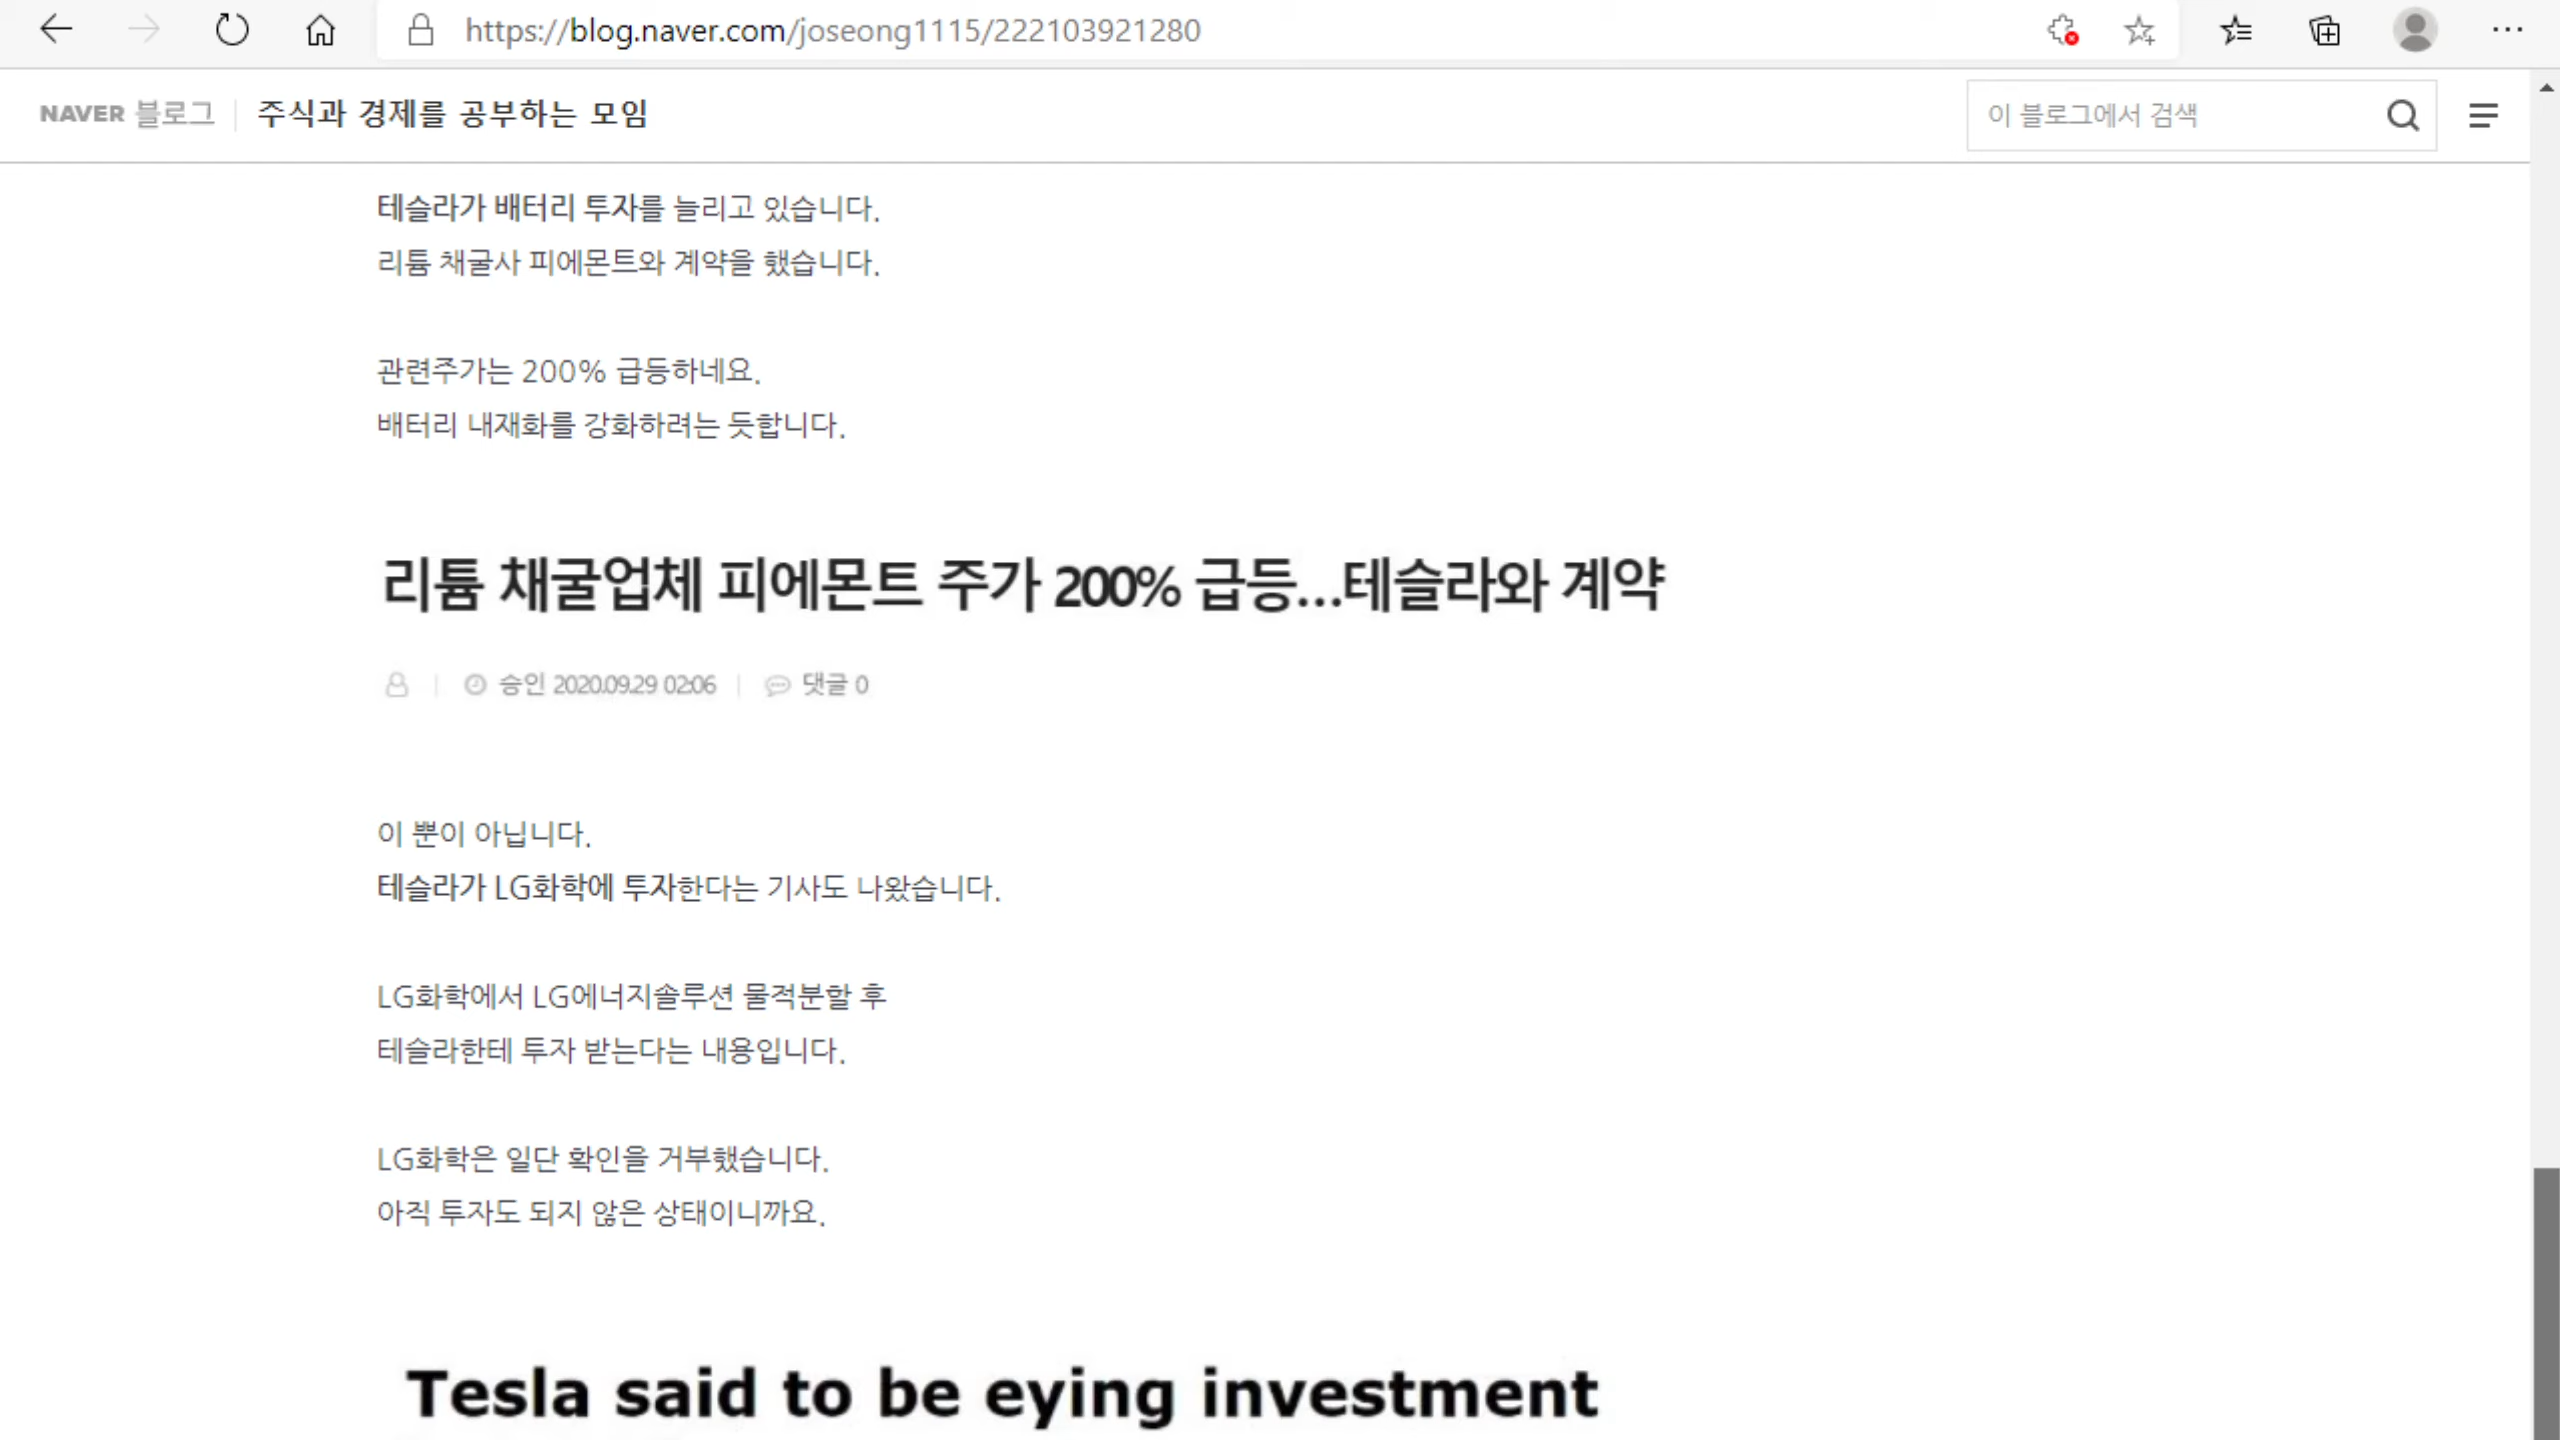 https://blog.naver.com/joseong1115/222103921280
NAVER 블로그 주식과 경제를 공부하는 모임 이 블로그에서 검색
테슬라가 배터리 투자를 늘리고 있습니다.
리튬 채굴사 피에몬트와 계약을 했습니다.
관련주가는 200% 급등하네요.
배터리 내재화를 강화하려는 듯합니다.
리튬 채굴업체 피에몬트 주가 200% 급등...테슬라와 계약
승인 2020.09.29 02:06 댓글 0
이 뿐이 아닙니다.
테슬라가 LG화학에 투자한다는 기사도 나왔습니다.
LG화학에서 LG에너지솔루션 물적분할 후
테슬라한테 투자 받는다는 내용입니다.
LG화학은 일단 확인을 거부했습니다.
아직 투자도 되지 않은 상태이니까요.
Tesla said to be eying investment